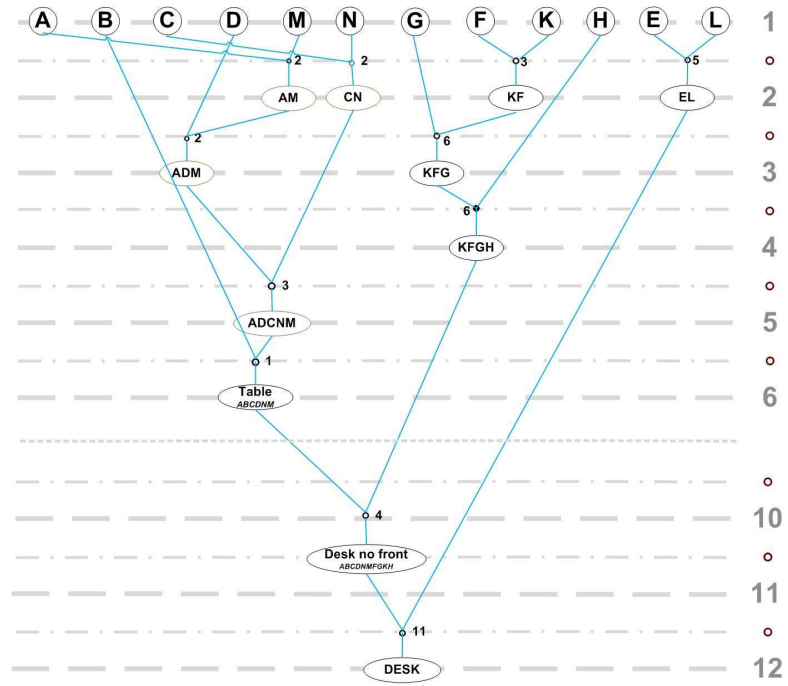 A B C D M N G F K H E L 1
2 2 3 5
AM CN KF EL 2
2 6
ADM KFG 3
6
KFGH 4
3
ADCNM 5
1
Table 6
ABCDNM
4 10
Desk no front
ABCDNMFGKH
11
11
DESK 12